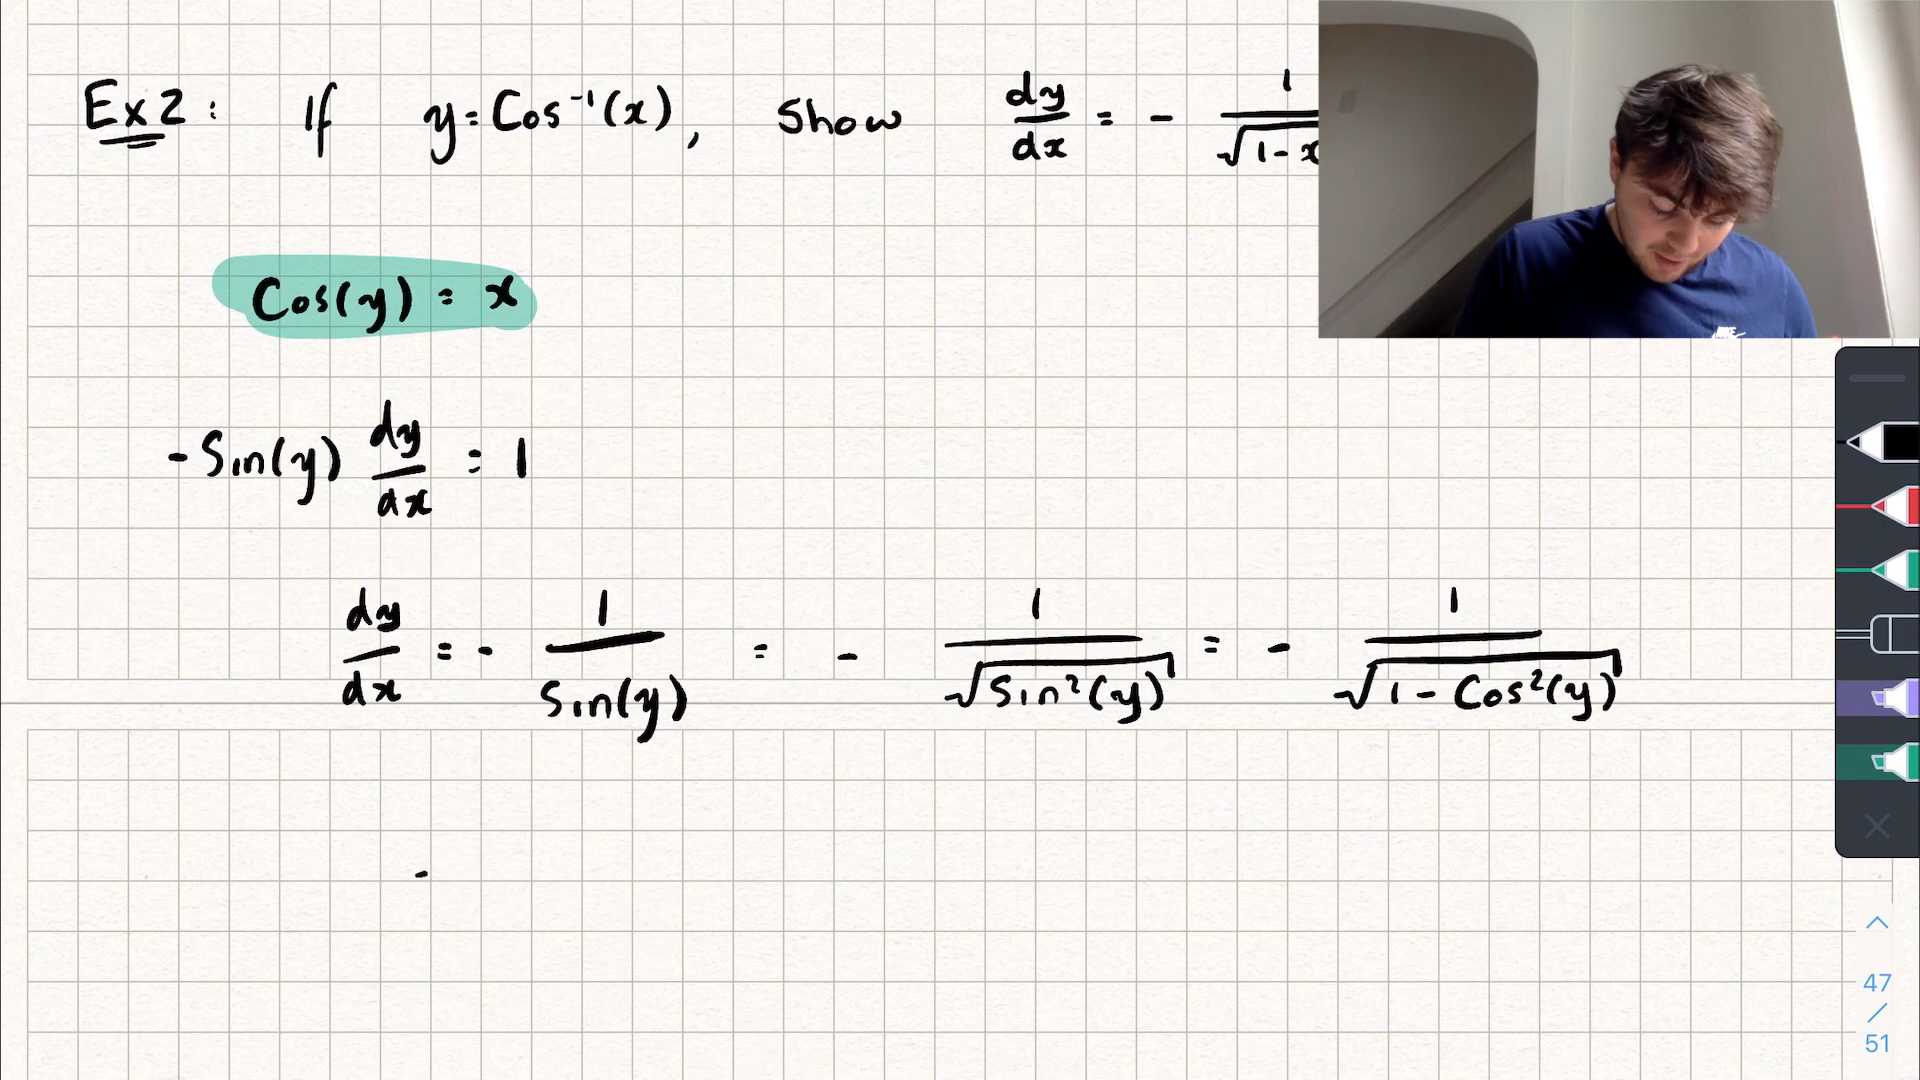 Ex 2: If y = Cos⁻¹(x), Show dy/dx = - 1/√(1-x
Cos(y) = x
-Sin(y) dy/dx = 1
dy/dx = - 1/Sin(y) = - 1/√(Sin²(y)) = - 1/√(1 - Cos²(y))
-
NIKE
47
/
51